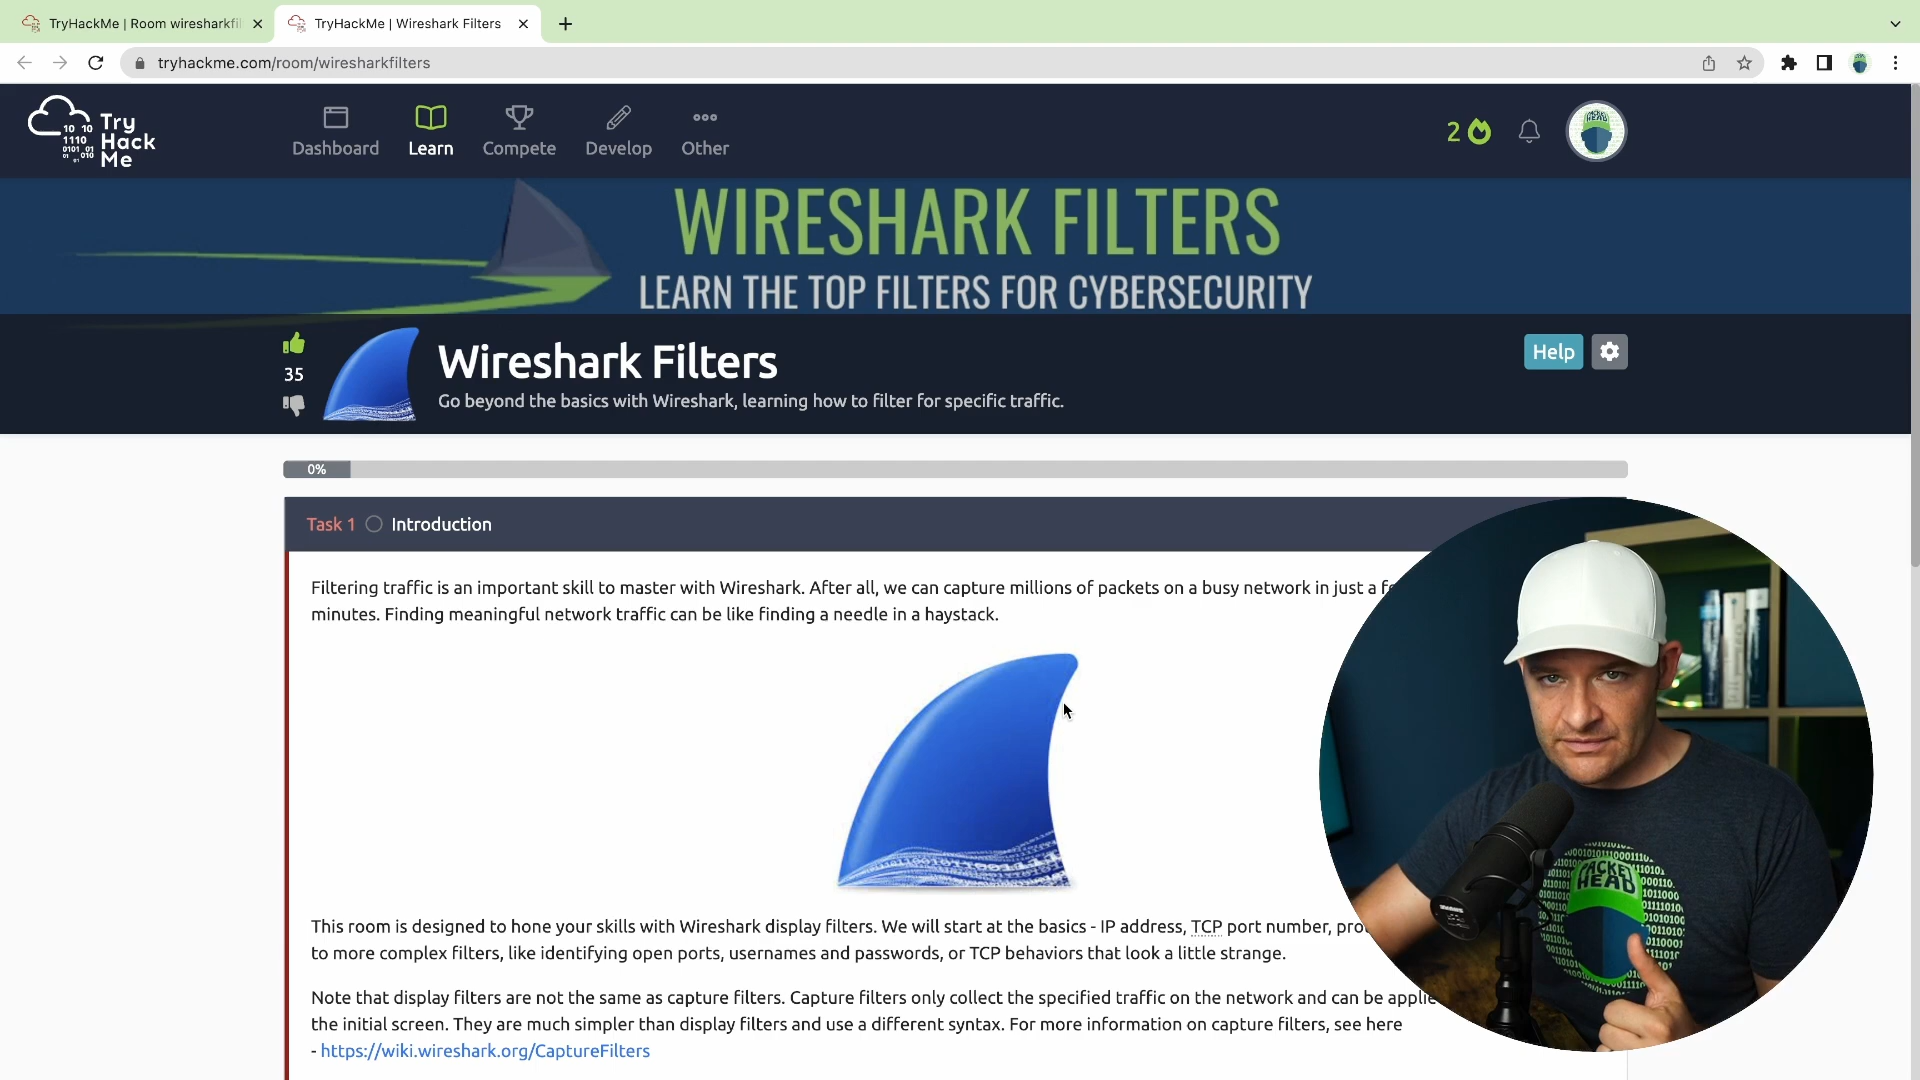 TryHackMe | Room wiresharkfil
TryHackMe | Wireshark Filters
tryhackme.com/room/wiresharkfilters
Try
Hack
Me
Dashboard
Learn
Compete
Develop
Other
2
WIRESHARK FILTERS
LEARN THE TOP FILTERS FOR CYBERSECURITY
35
Wireshark Filters
Go beyond the basics with Wireshark, learning how to filter for specific traffic.
Help
0%
Task 1 Introduction
Filtering traffic is an important skill to master with Wireshark. After all, we can capture millions of packets on a busy network in just a
minutes. Finding meaningful network traffic can be like finding a needle in a haystack.
This room is designed to hone your skills with Wireshark display filters. We will start at the basics - IP address, TCP port number,
to more complex filters, like identifying open ports, usernames and passwords, or TCP behaviors that look a little strange.
Note that display filters are not the same as capture filters. Capture filters only collect the specified traffic on the network and can be
the initial screen. They are much simpler than display filters and use a different syntax. For more information on capture filters, see here
- https://wiki.wireshark.org/CaptureFilters
PACKET
HEAD